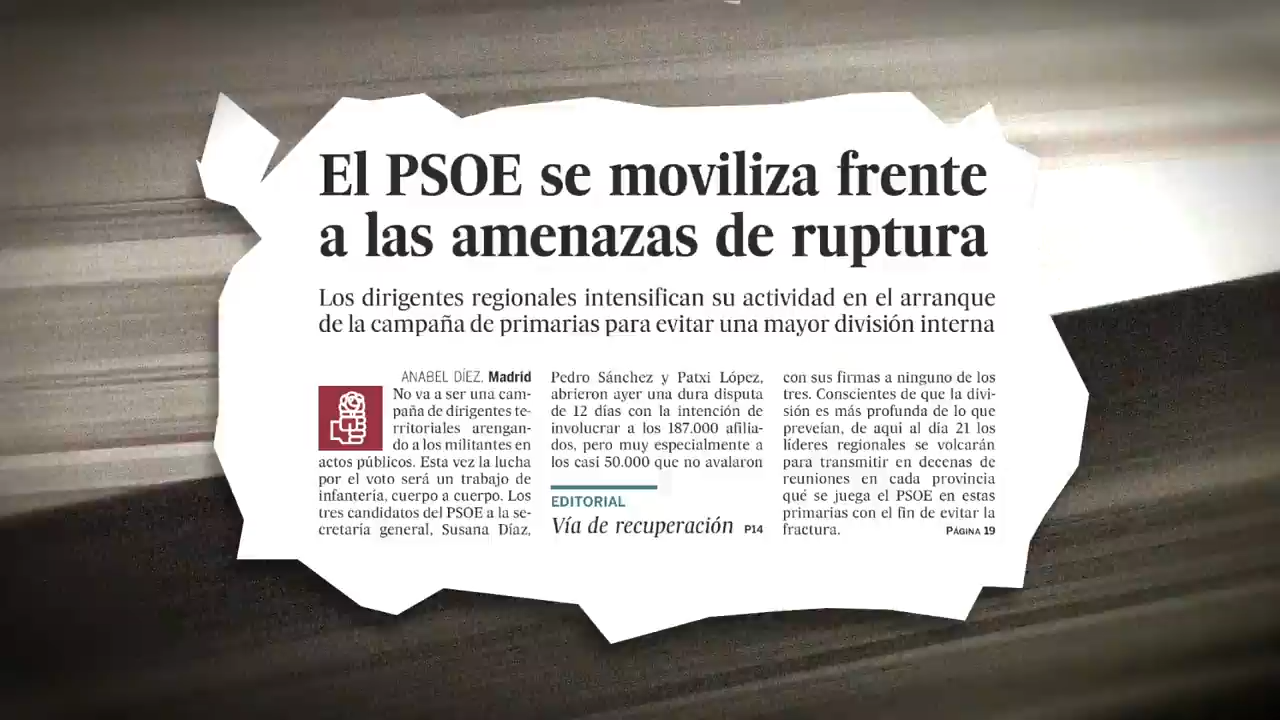 El PSOE se moviliza frente
a las amenazas de ruptura
Los dirigentes regionales intensifican su actividad en el arranque
de la campaña de primarias para evitar una mayor división interna
ANABEL DÍEZ, Madrid
No va a ser una cam-
paña de dirigentes te-
rritoriales arengan-
do a los militantes en
actos públicos. Esta vez la lucha
por el voto será un trabajo de
infantería, cuerpo a cuerpo. Los
tres candidatos del PSOE a la se-
cretaría general, Susana Díaz,
Pedro Sánchez y Patxi López,
abrieron ayer una dura disputa
de 12 días con la intención de
involucrar a los 187.000 afilia-
dos, pero muy especialmente a
los casi 50.000 que no avalaron
con sus firmas a ninguno de los
tres. Conscientes de que la divi-
sión es más profunda de lo que
preveían, de aquí al día 21 los
líderes regionales se volcarán
para transmitir en decenas de
reuniones en cada provincia
qué se juega el PSOE en estas
primarias con el fin de evitar la
fractura. PÁGINA 19
EDITORIAL
Vía de recuperación P14